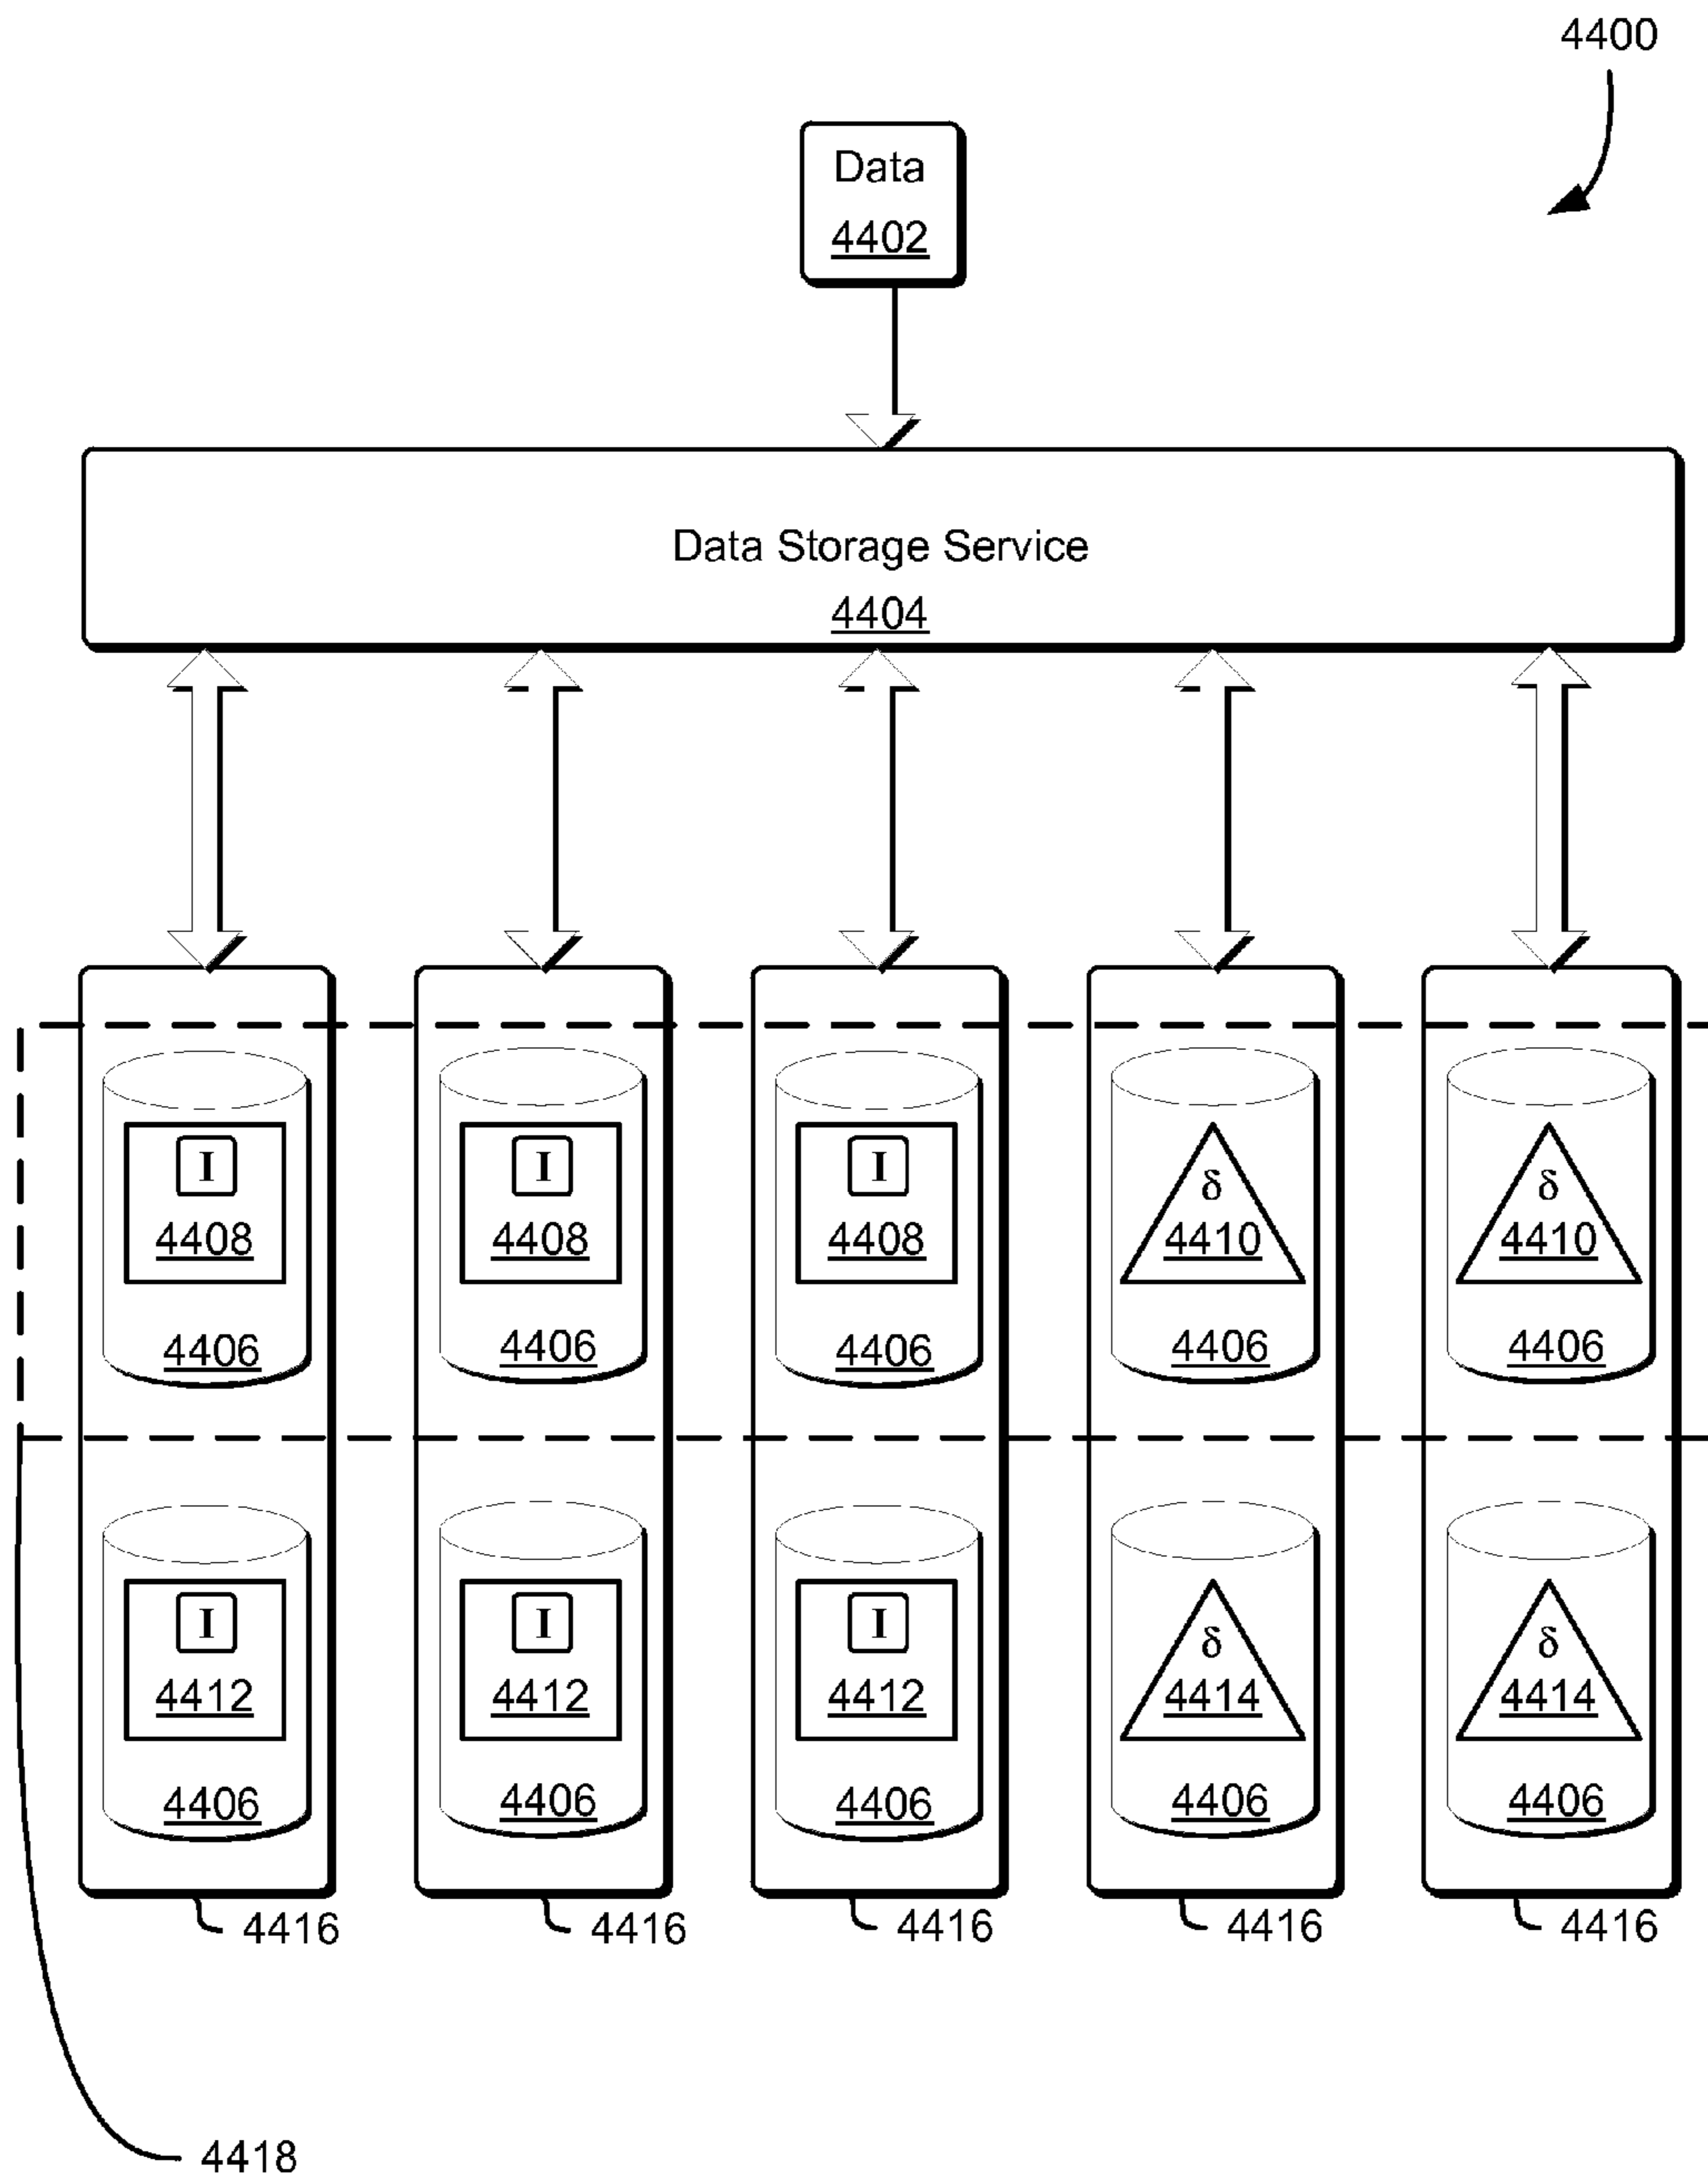 4400
Data
4402
Data Storage Service
4404
I I I δ δ
4408 4408 4408 4410 4410
4406 4406 4406 4406 4406
I I I δ δ
4412 4412 4412 4414 4414
4406 4406 4406 4406 4406
4416 4416 4416 4416 4416
4418